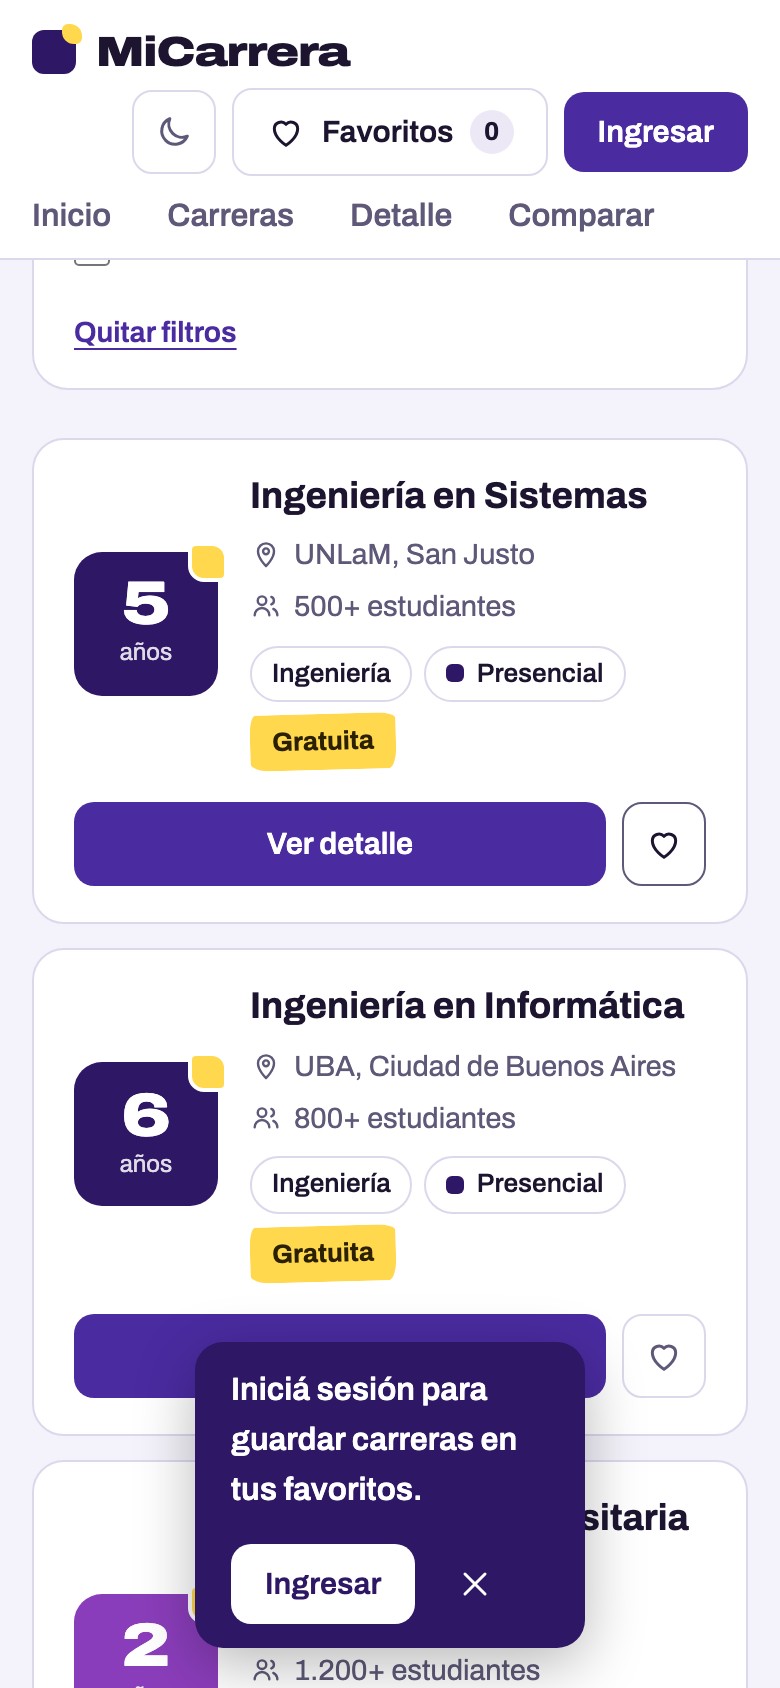 MiCarrera
Favoritos 0
Ingresar
Inicio Carreras Detalle Comparar
Quitar filtros
Ingeniería en Sistemas
UNLaM, San Justo
500+ estudiantes
5
años
Ingeniería Presencial
Gratuita
Ver detalle
Ingeniería en Informática
UBA, Ciudad de Buenos Aires
800+ estudiantes
6
años
Ingeniería Presencial
Gratuita
Iniciá sesión para
guardar carreras en
tus favoritos.
Ingresar
sitaria
2
1.200+ estudiantes